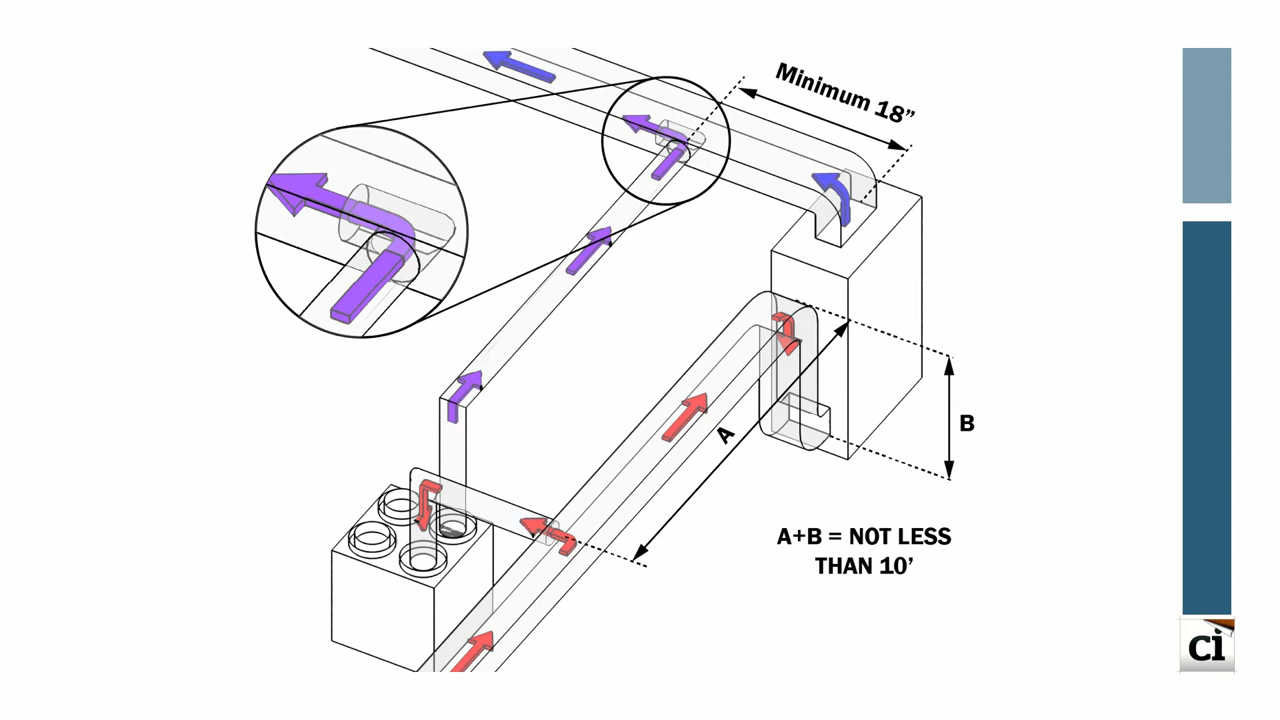 Minimum 18”
A
B
A+B = NOT LESS
THAN 10’
ci